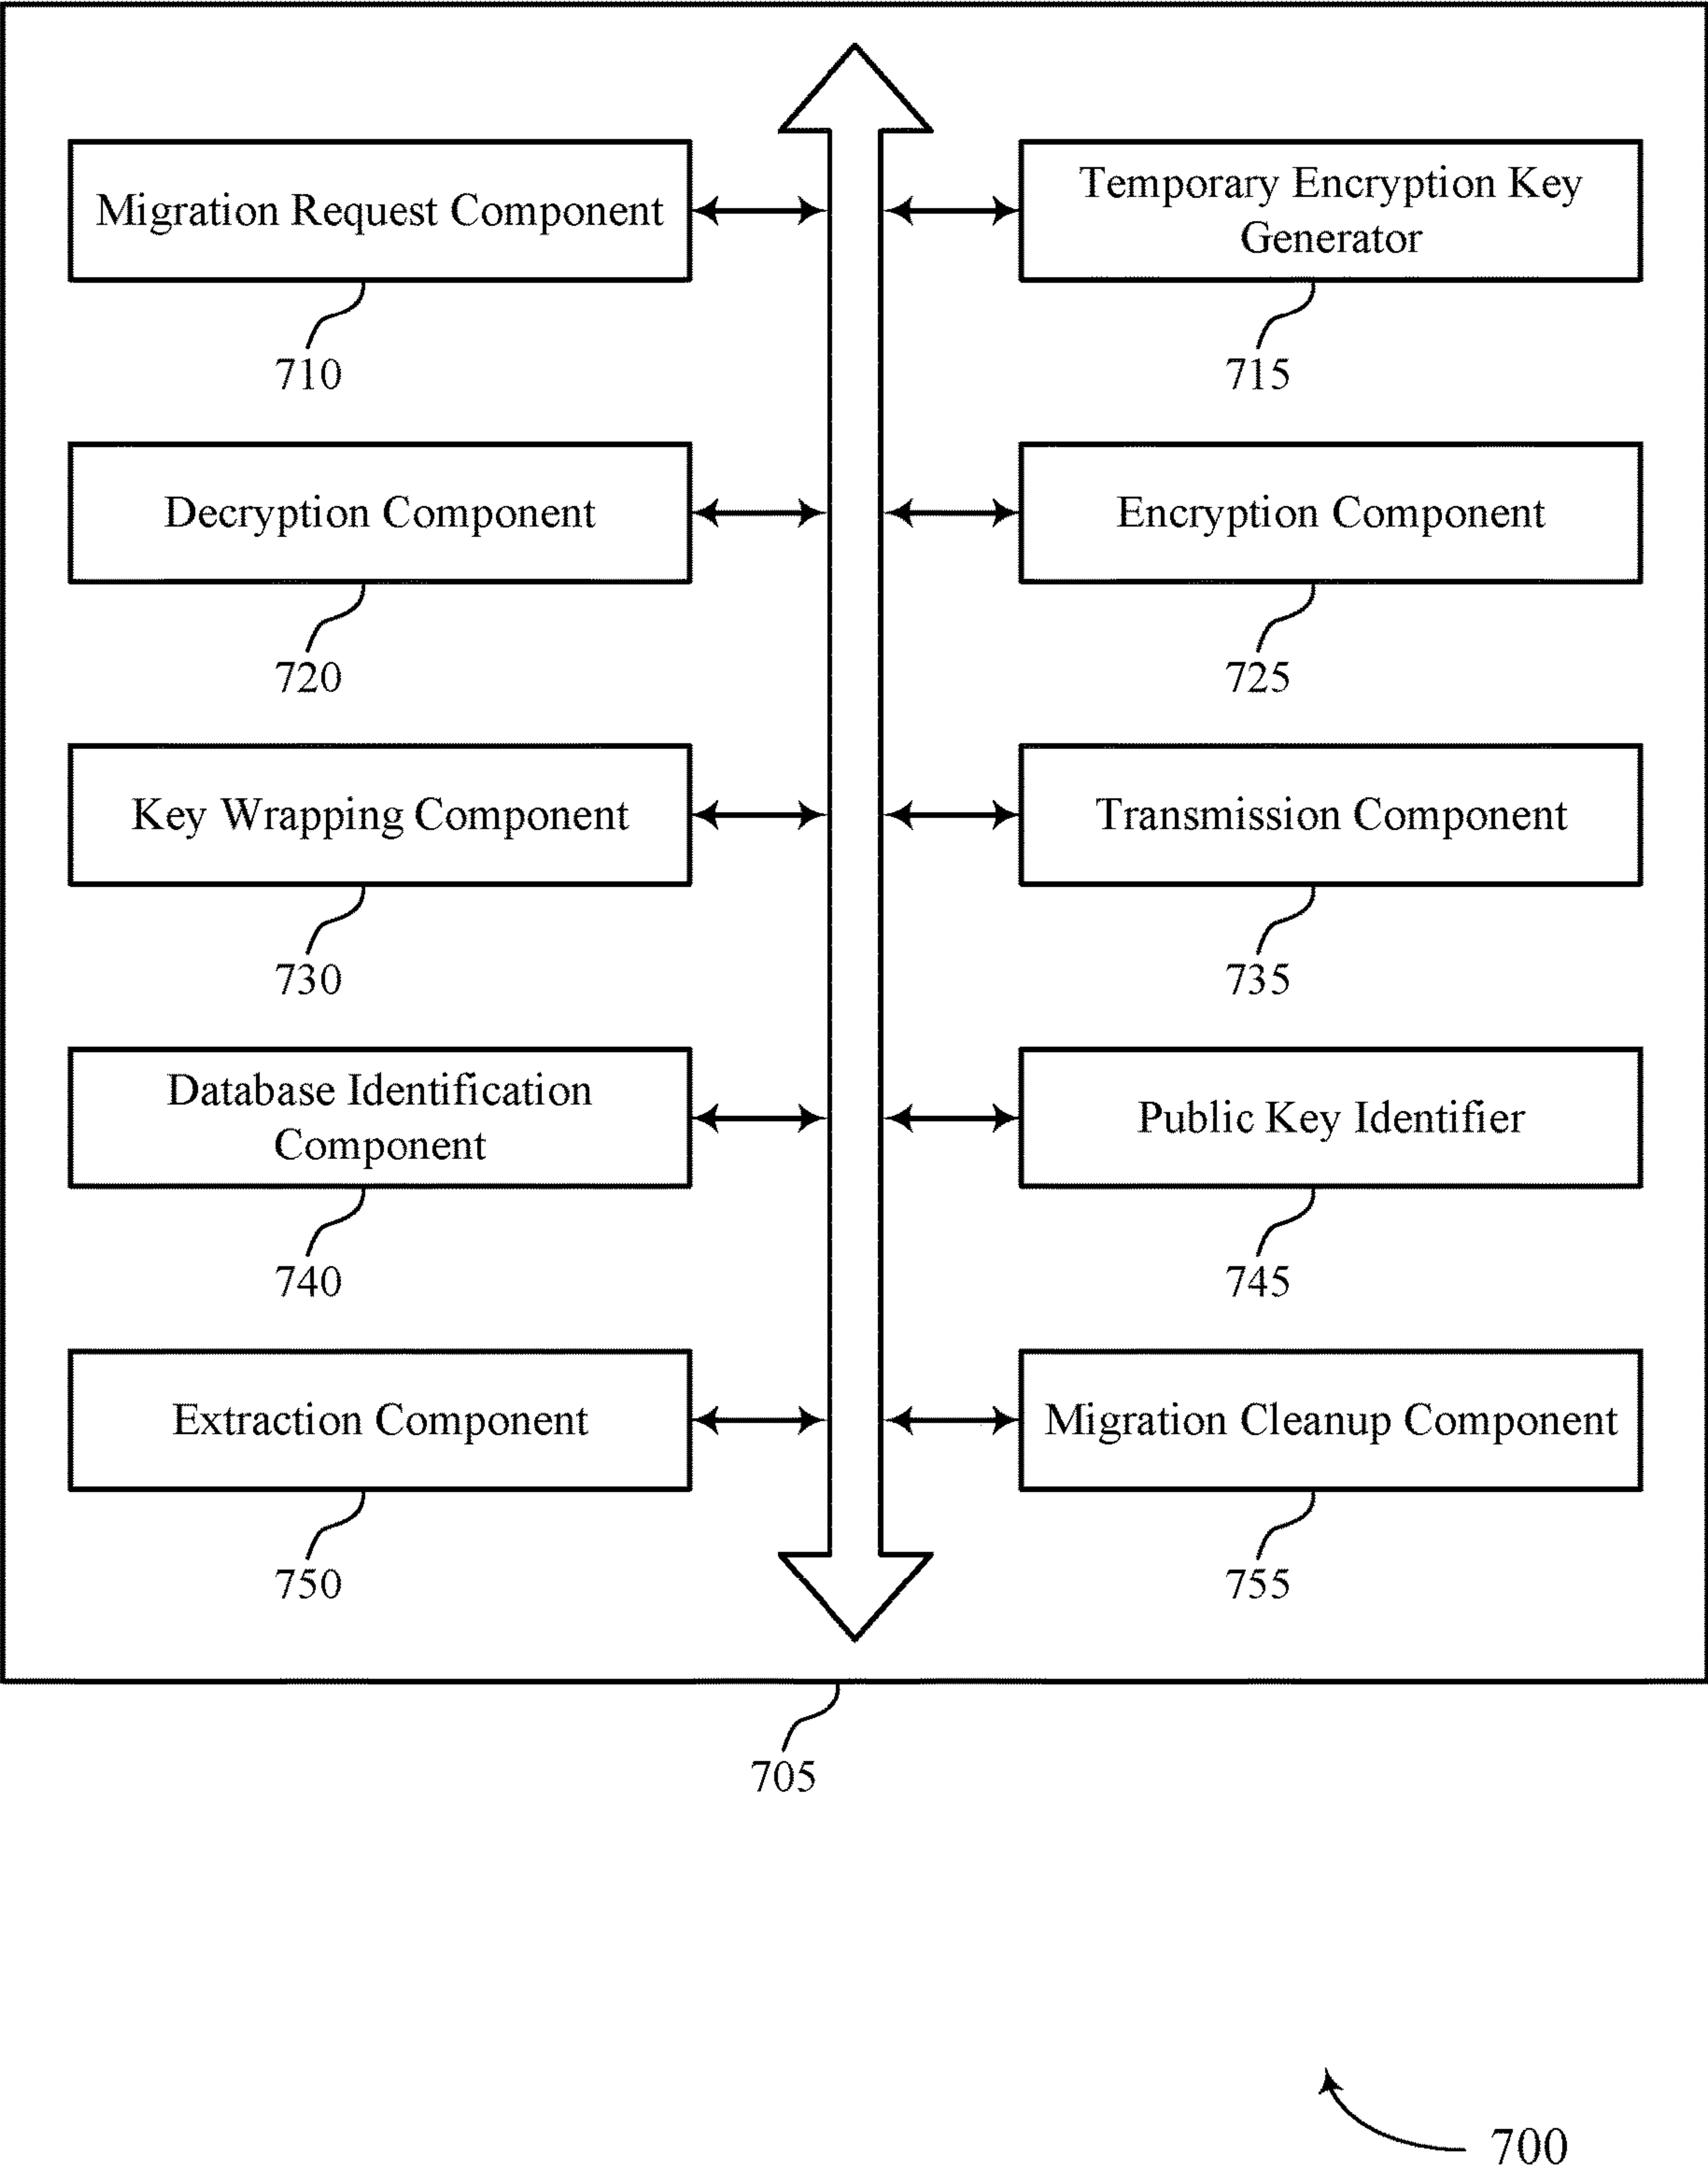 Migration Request Component
710
Temporary Encryption Key
Generator
715
Decryption Component
720
Encryption Component
725
Key Wrapping Component
730
Transmission Component
735
Database Identification
Component
740
Public Key Identifier
745
Extraction Component
750
Migration Cleanup Component
755
705
700